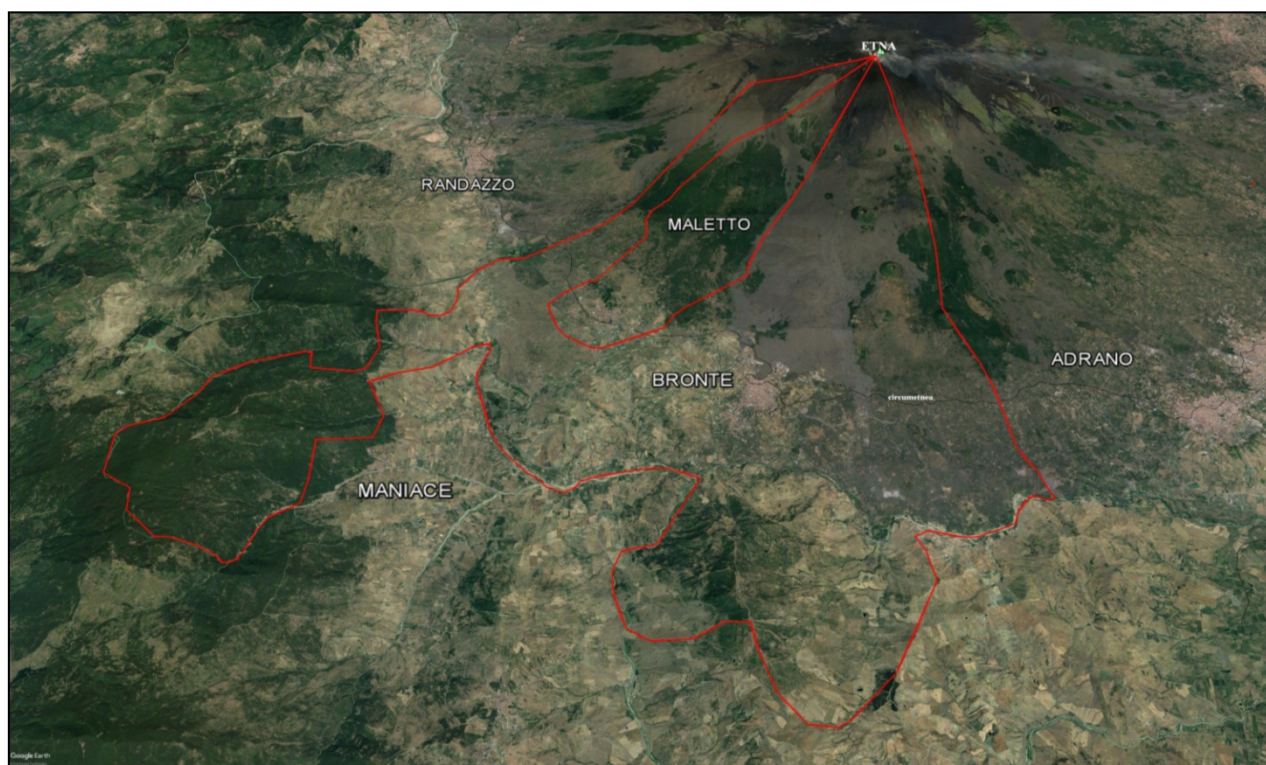 ETNA
RANDAZZO
MALETTO
ADRANO
BRONTE
circumetnea
MANIACE
Google Earth